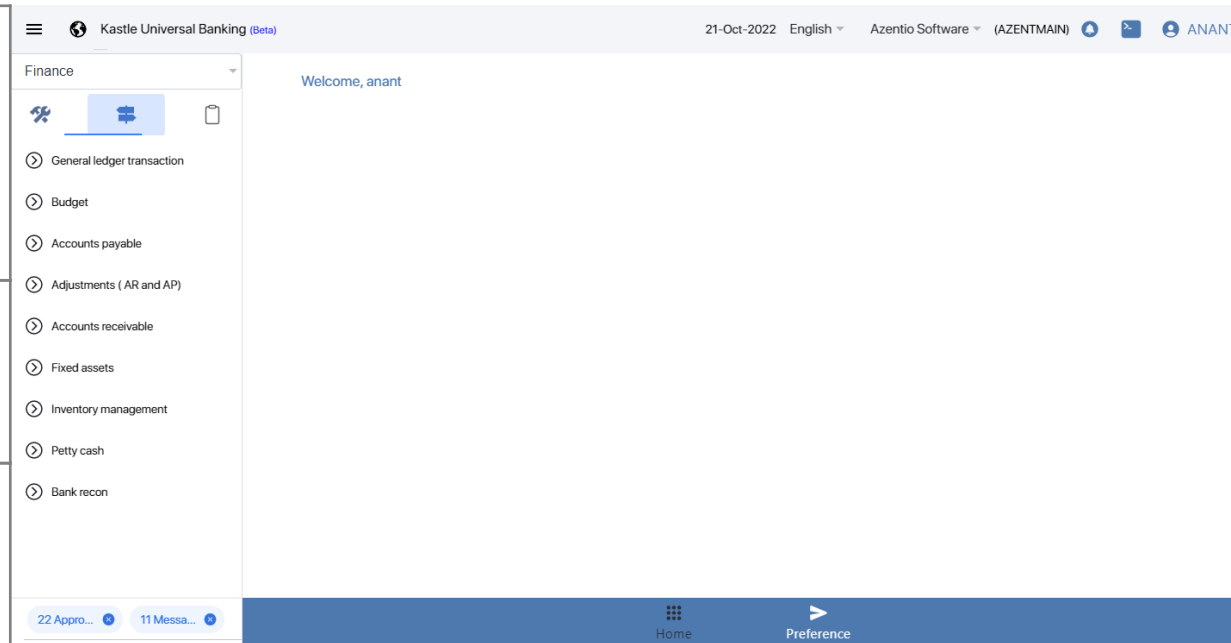 Kastle Universal Banking (Beta) 21-Oct-2022 English Azentio Software (AZENTMAIN) ANANT
Finance
Welcome, anant
General ledger transaction
Budget
Accounts payable
Adjustments ( AR and AP)
Accounts receivable
Fixed assets
Inventory management
Petty cash
Bank recon
22 Appro... 11 Messa...
Home Preference